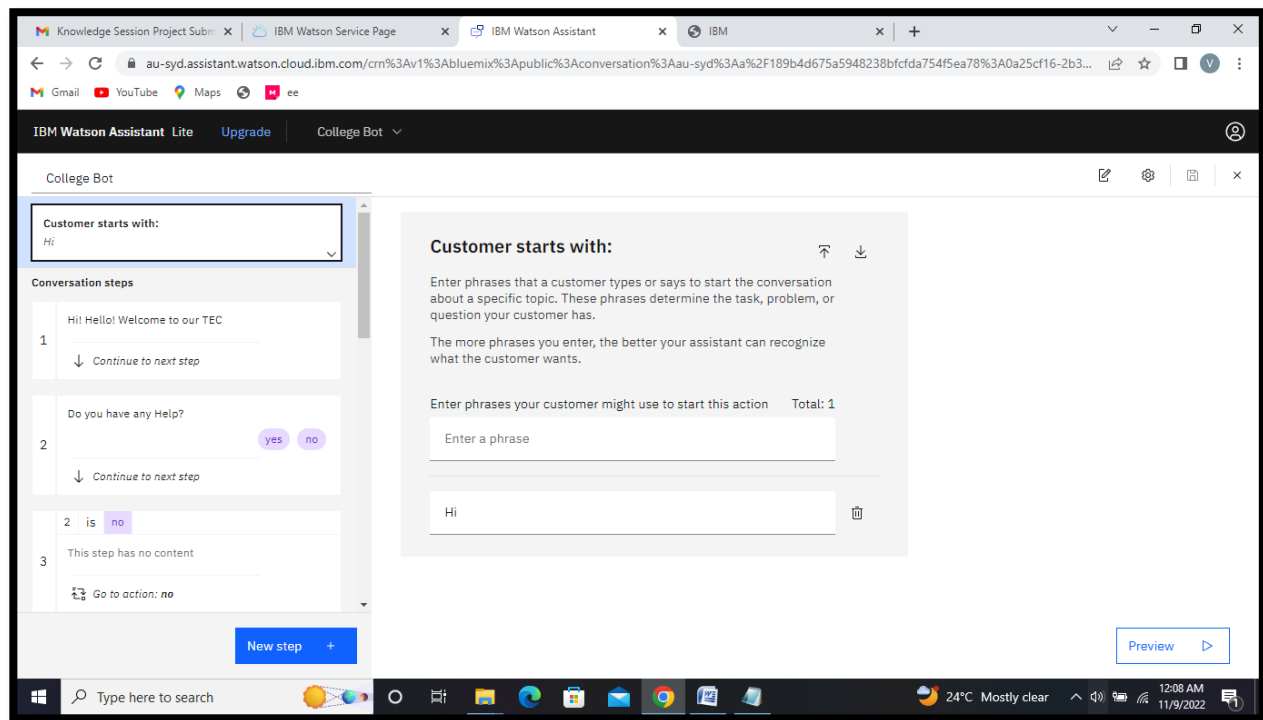 Knowledge Session Project Subm
IBM Watson Service Page
IBM Watson Assistant
IBM
au-syd.assistant.watson.cloud.ibm.com/crn%3Av1%3Abluemix%3Apublic%3Aconversation%3Aau-syd%3Aa%2F189b4d675a5948238bfcfda754f5ea78%3A0a25cf16-2b3...
V
Gmail
YouTube
Maps
ee
IBM Watson Assistant Lite
Upgrade
College Bot
College Bot
Customer starts with:
Hi
Conversation steps
1
Hi! Hello! Welcome to our TEC
Continue to next step
2
Do you have any Help?
yes no
Continue to next step
3
2 is no
This step has no content
Go to action: no
New step +
Customer starts with:
Enter phrases that a customer types or says to start the conversation
about a specific topic. These phrases determine the task, problem, or
question your customer has.
The more phrases you enter, the better your assistant can recognize
what the customer wants.
Enter phrases your customer might use to start this action Total: 1
Enter a phrase
Hi
Preview
Type here to search
24°C Mostly clear
12:08 AM
11/9/2022
1